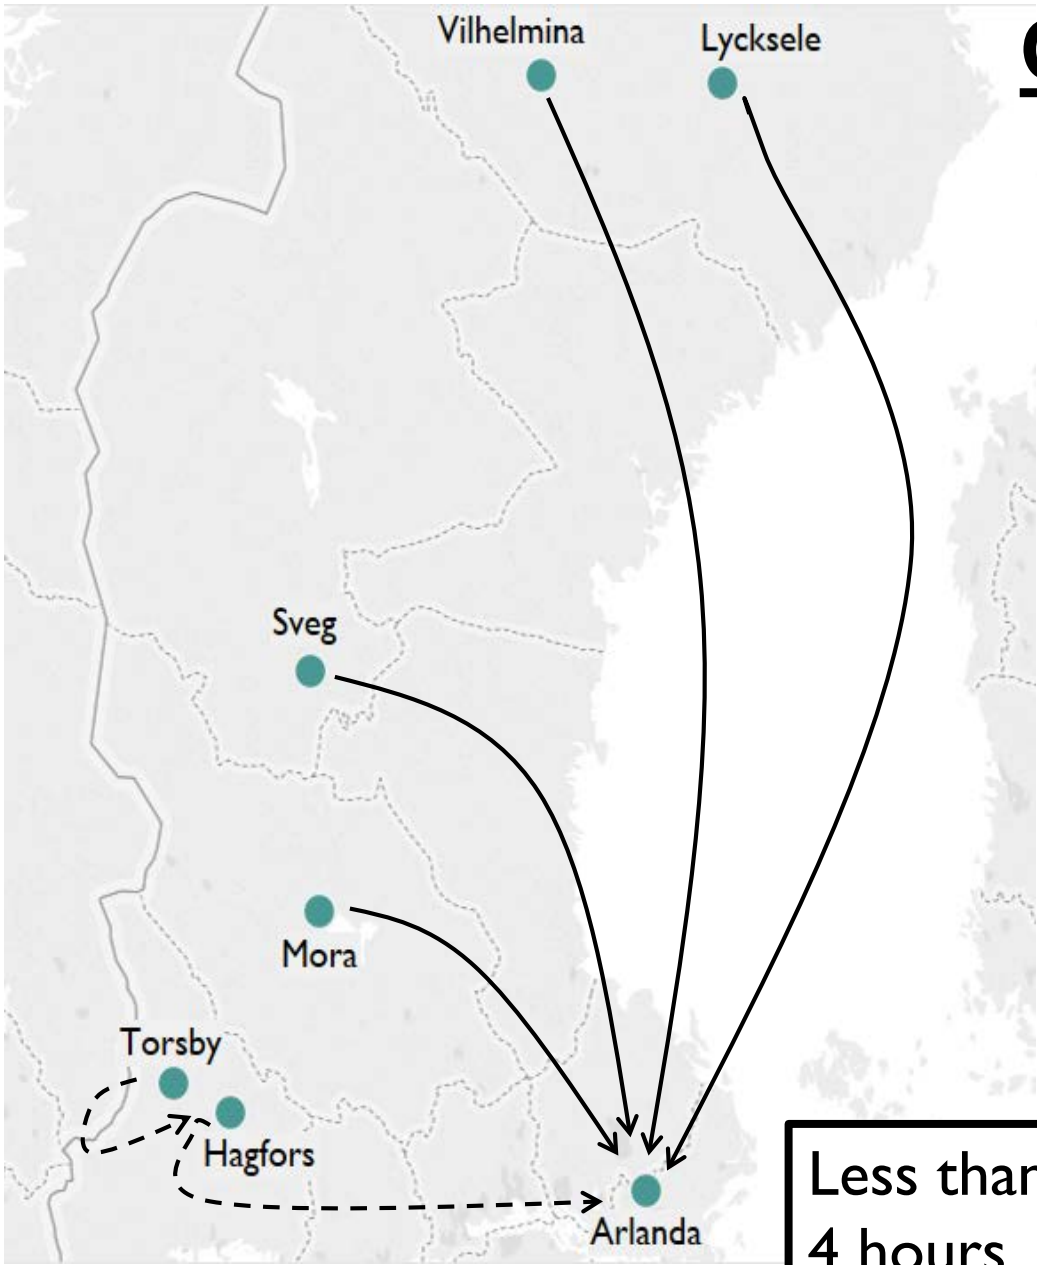 Vilhelmina
Lycksele
Sveg
Mora
Torsby
Hagfors
Arlanda
Less than
4 hours